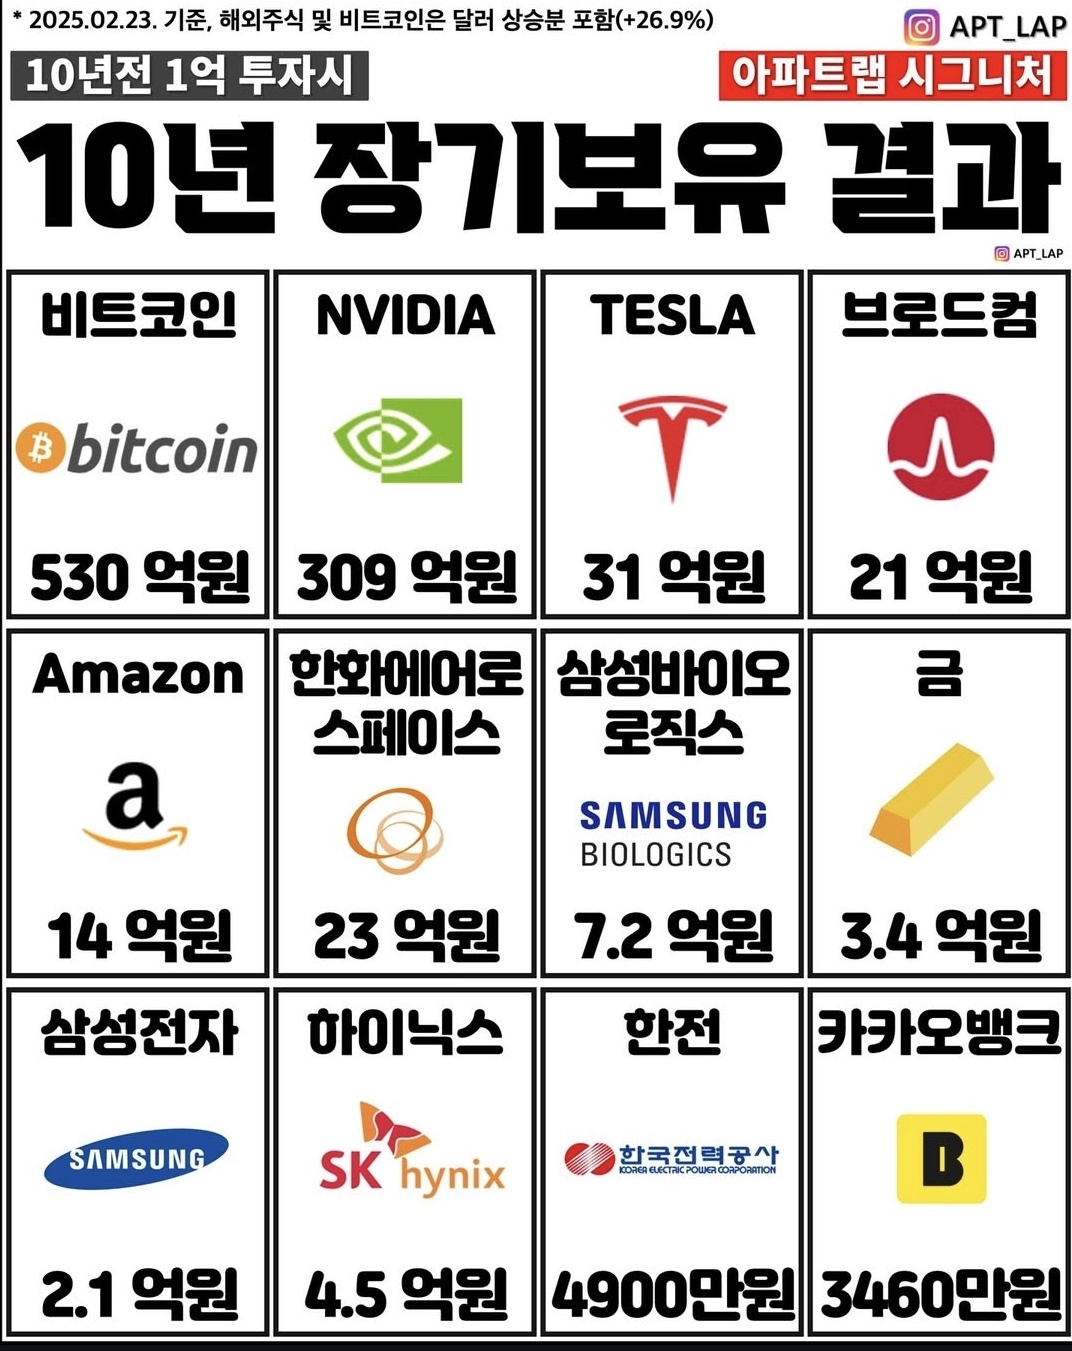 * 2025.02.23. 기준, 해외주식 및 비트코인은 달러 상승분 포함(+26.9%)
APT_LAP
10년전 1억 투자시
아파트랩 시그니처
10년 장기보유 결과
APT_LAP
비트코인
bitcoin
530 억원
NVIDIA
309 억원
TESLA
31 억원
브로드컴
21 억원
Amazon
a
14 억원
한화에어로
스페이스
23 억원
삼성바이오
로직스
SAMSUNG
BIOLOGICS
7.2 억원
금
3.4 억원
삼성전자
SAMSUNG
2.1 억원
하이닉스
SK hynix
4.5 억원
한전
한국전력공사
KOREA ELECTRIC POWER CORPORATION
4900만원
카카오뱅크
B
3460만원